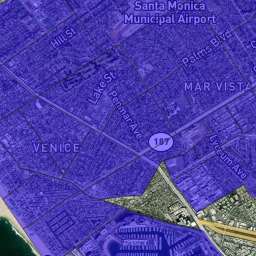 Santa Monica
Municipal Airport
Hill St
Palms Blvd
Lake St
MAR VISTA
Penmar Ave
187
VENICE
Lyceum Ave